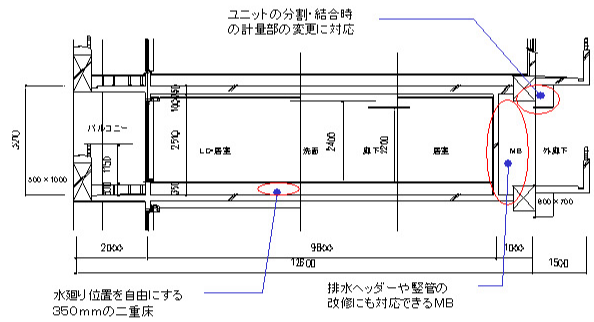 ユニットの分割・結合時
の計量部の変更に対応
バルコニー
LD・居室
洗面
廊下
居室
MB
外廊下
2510
2400
2200
350
800×1000
800×700
2000
9800
1000
12800
1500
水廻り位置を自由にする
350mmの二重床
排水ヘッダーや竪管の
改修にも対応できるMB